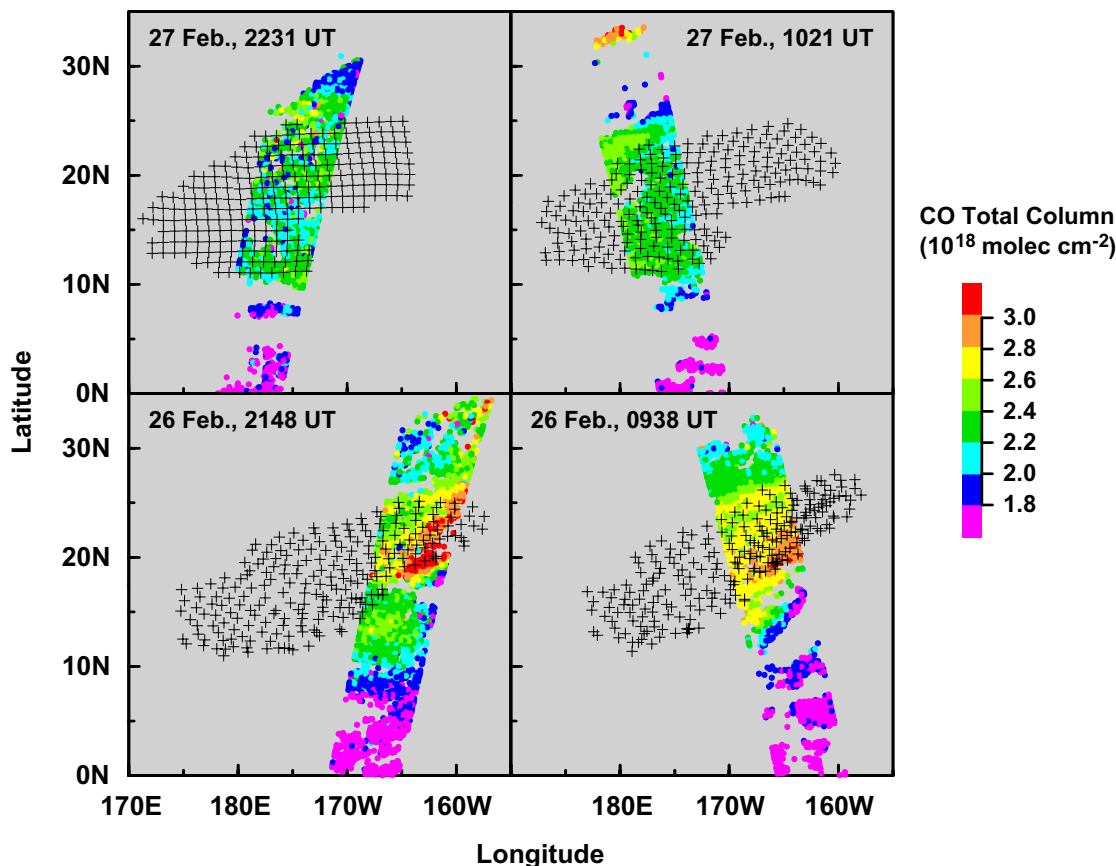 27 Feb., 2231 UT
27 Feb., 1021 UT
30N
20N
10N
0N
26 Feb., 2148 UT
26 Feb., 0938 UT
30N
20N
10N
0N
170E 180E 170W 160W
180E 170W 160W
Latitude
Longitude
CO Total Column
(10^18 molec cm^-2)
3.0
2.8
2.6
2.4
2.2
2.0
1.8